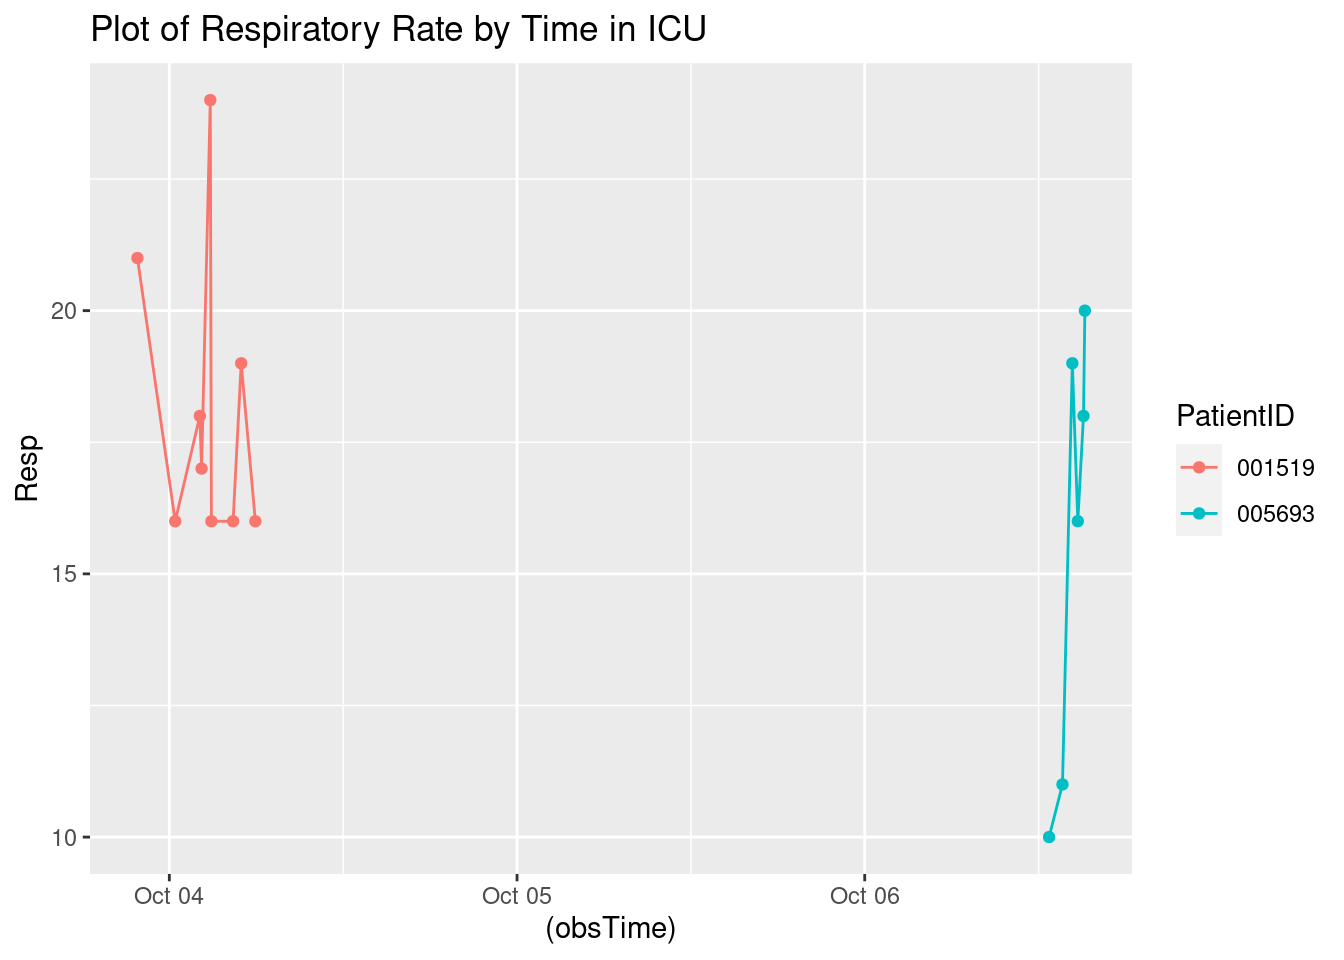 Plot of Respiratory Rate by Time in ICU
Resp
20
15
10
Oct 04
Oct 05
Oct 06
(obsTime)
PatientID
001519
005693